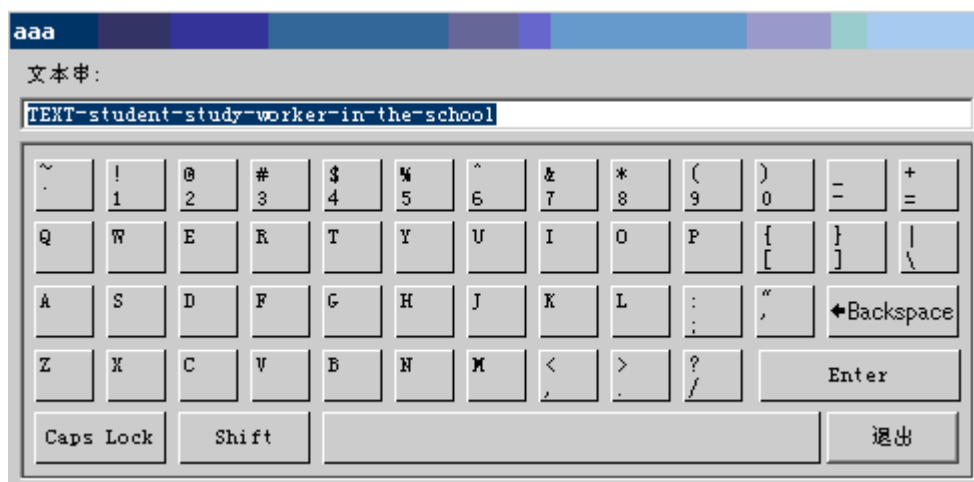 aaa
文本串:
TEXT-student-study-worker-in-the-school
~ ! @ # $ % ^ & * ( ) _ +
. 1 2 3 4 5 6 7 8 9 0 - =
Q W E R T Y U I O P { } |
[ ] \
A S D F G H J K L : " ←Backspace
; ,
Z X C V B N M < > ? Enter
, . /
Caps Lock Shift 退出